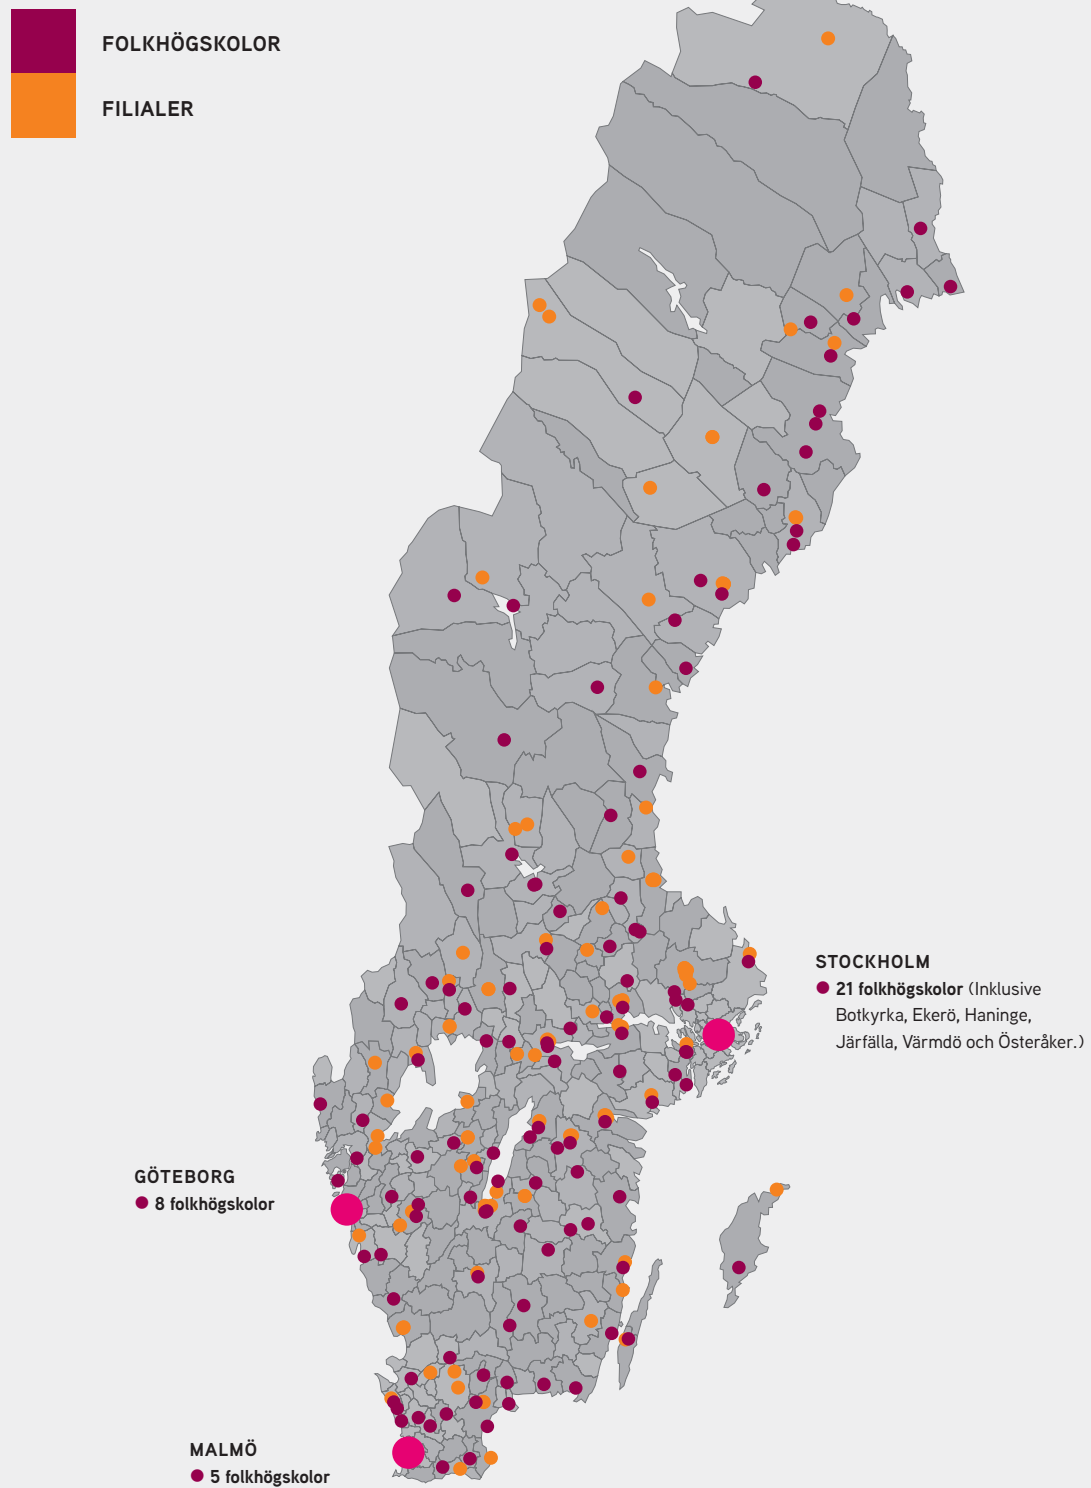 FOLKHÖGSKOLOR
FILIALER
STOCKHOLM
21 folkhögskolor (Inklusive
Botkyrka, Ekerö, Haninge,
Järfälla, Värmdö och Österåker.)
GÖTEBORG
8 folkhögskolor
MALMÖ
5 folkhögskolor